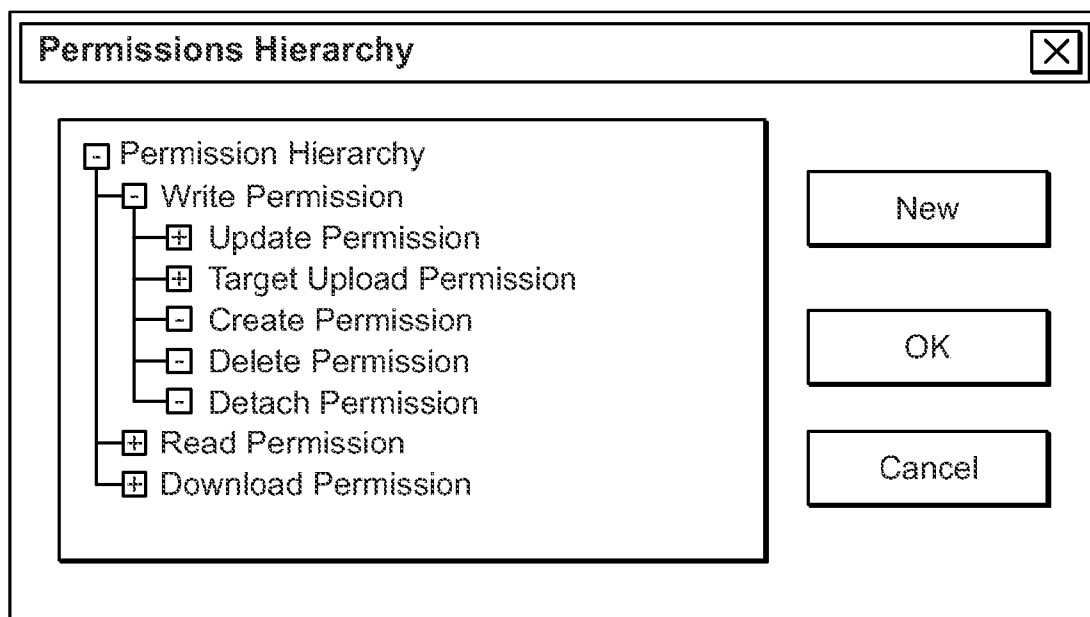 Permissions Hierarchy
Permission Hierarchy
Write Permission
Update Permission
Target Upload Permission
Create Permission
Delete Permission
Detach Permission
Read Permission
Download Permission
New
OK
Cancel